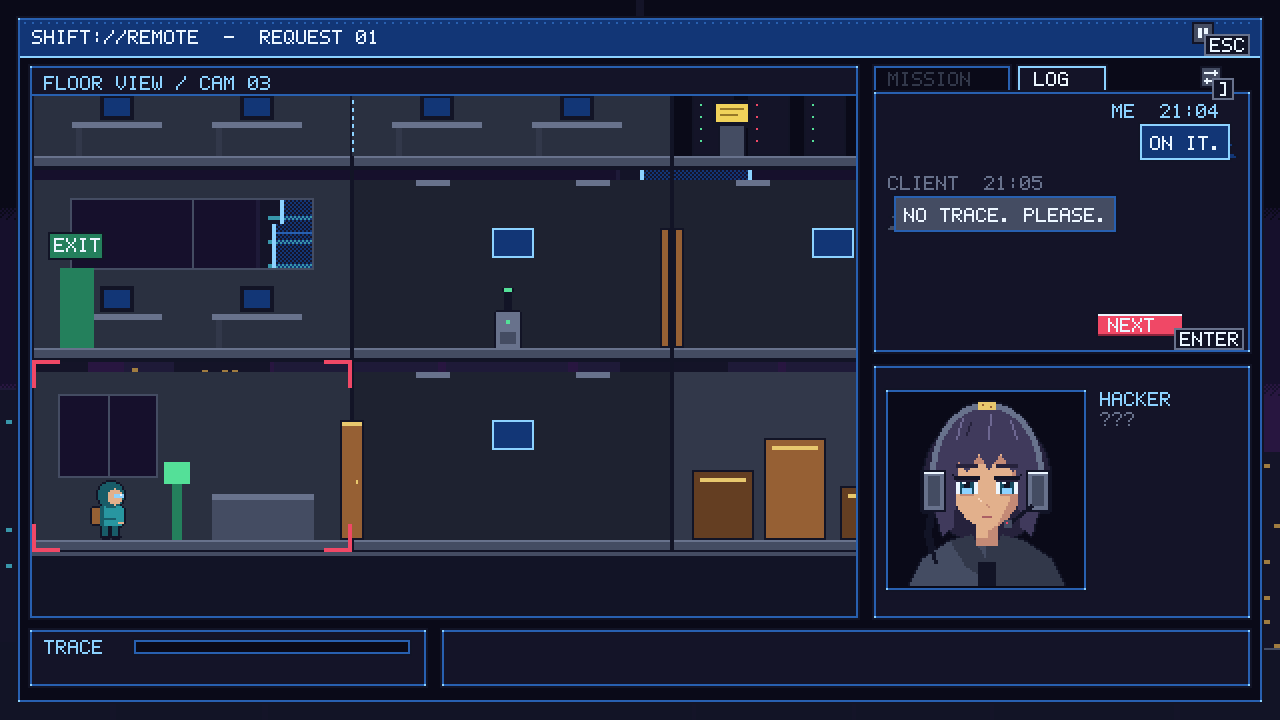 SHIFT://REMOTE - REQUEST 01
ESC
FLOOR VIEW / CAM 03
EXIT
MISSION
LOG
]
ME 21:04
ON IT.
CLIENT 21:05
NO TRACE. PLEASE.
NEXT
ENTER
HACKER
???
TRACE